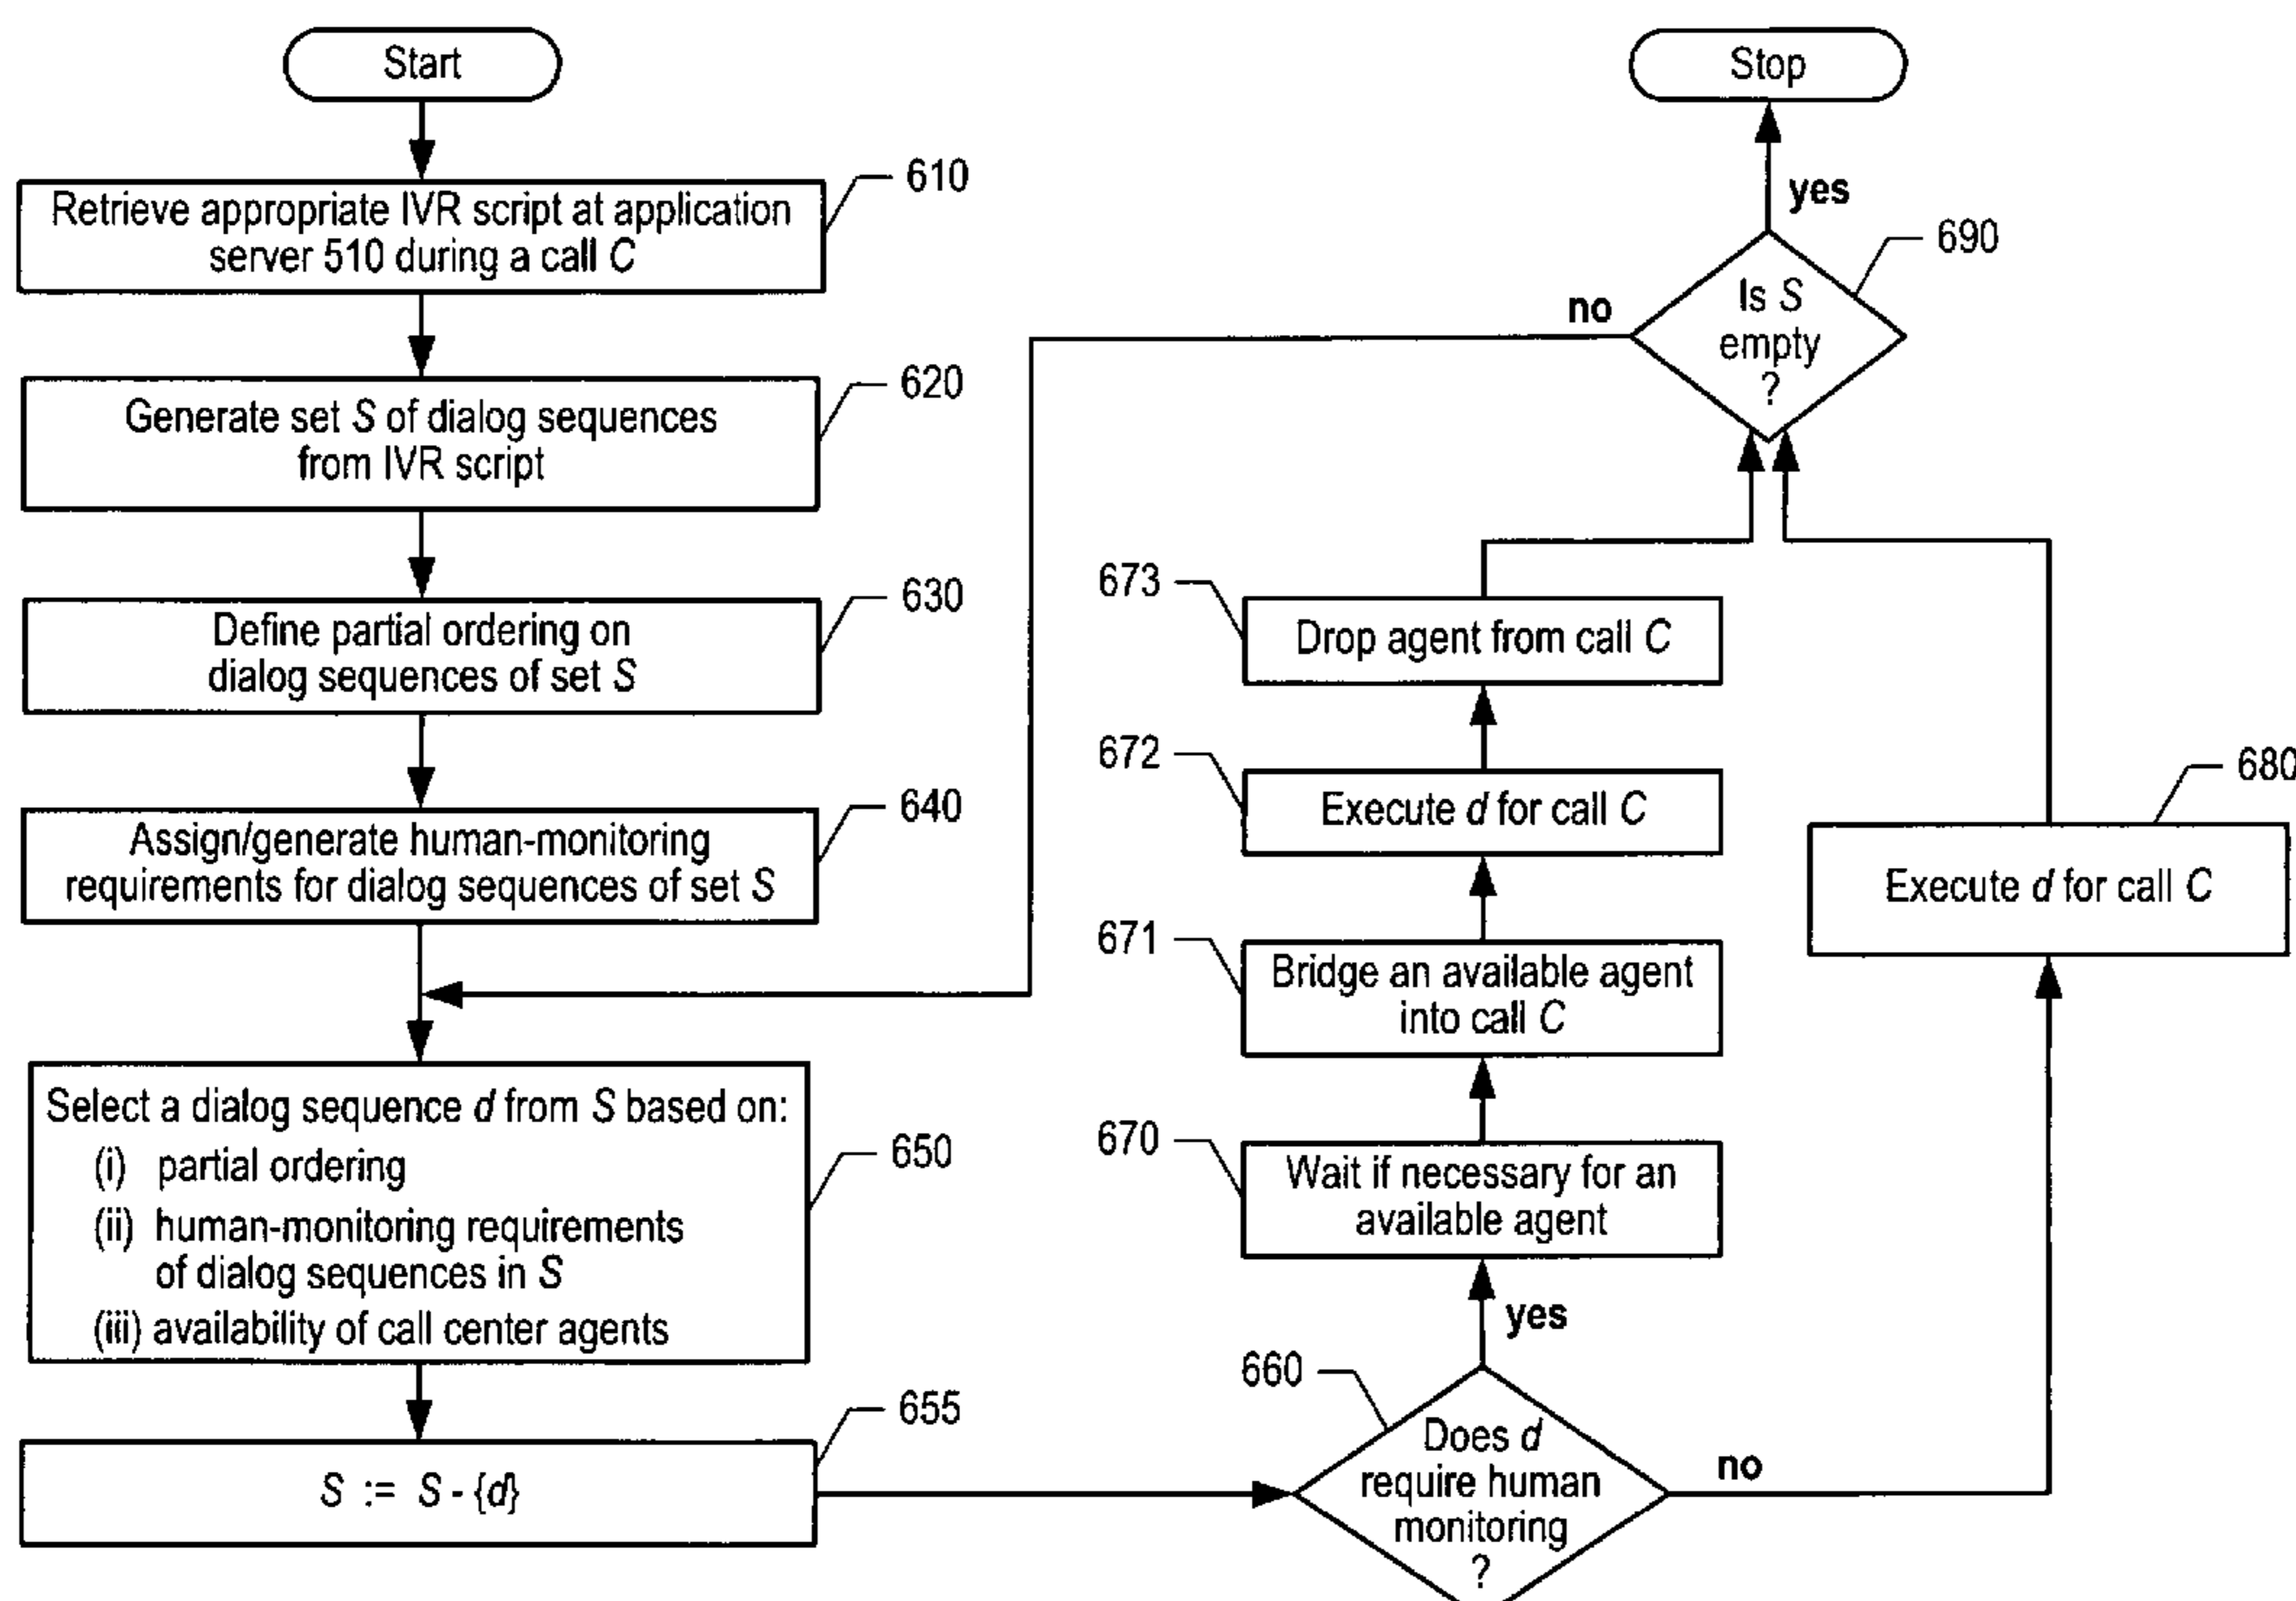 Start
610
Retrieve appropriate IVR script at application
server 510 during a call C
620
Generate set S of dialog sequences
from IVR script
630
Define partial ordering on
dialog sequences of set S
640
Assign/generate human-monitoring
requirements for dialog sequences of set S
650
Select a dialog sequence d from S based on:
(i) partial ordering
(ii) human-monitoring requirements
of dialog sequences in S
(iii) availability of call center agents
655
S := S - {d}
660
Does d
require human
monitoring
?
yes
no
670
Wait if necessary for an
available agent
671
Bridge an available agent
into call C
672
Execute d for call C
673
Drop agent from call C
680
Execute d for call C
690
Is S
empty
?
no
yes
Stop